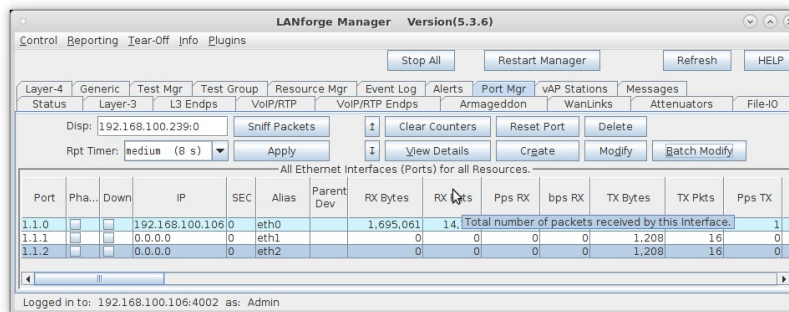 LANforge Manager Version(5.3.6)
Control Reporting Tear-Off Info Plugins
Stop All Restart Manager Refresh HELP
Layer-4 Generic Test Mgr Test Group Resource Mgr Event Log Alerts Port Mgr vAP Stations Messages
Status Layer-3 L3 Endps VoIP/RTP VoIP/RTP Endps Armageddon WanLinks Attenuators File-IO
Disp: 192.168.100.239:0 Sniff Packets ↥ Clear Counters Reset Port Delete
Rpt Timer: medium (8 s) Apply ↧ View Details Create Modify Batch Modify
All Ethernet Interfaces (Ports) for all Resources.
Port Pha... Down IP SEC Alias Parent Dev RX Bytes RX Pkts Pps RX bps RX TX Bytes TX Pkts Pps TX
1.1.0 192.168.100.106 0 eth0 1,695,061 14, Total number of packets received by this Interface. 1
1.1.1 0.0.0.0 0 eth1 0 0 0 0 1,208 16 0
1.1.2 0.0.0.0 0 eth2 0 0 0 0 1,208 16 0
Logged in to: 192.168.100.106:4002 as: Admin